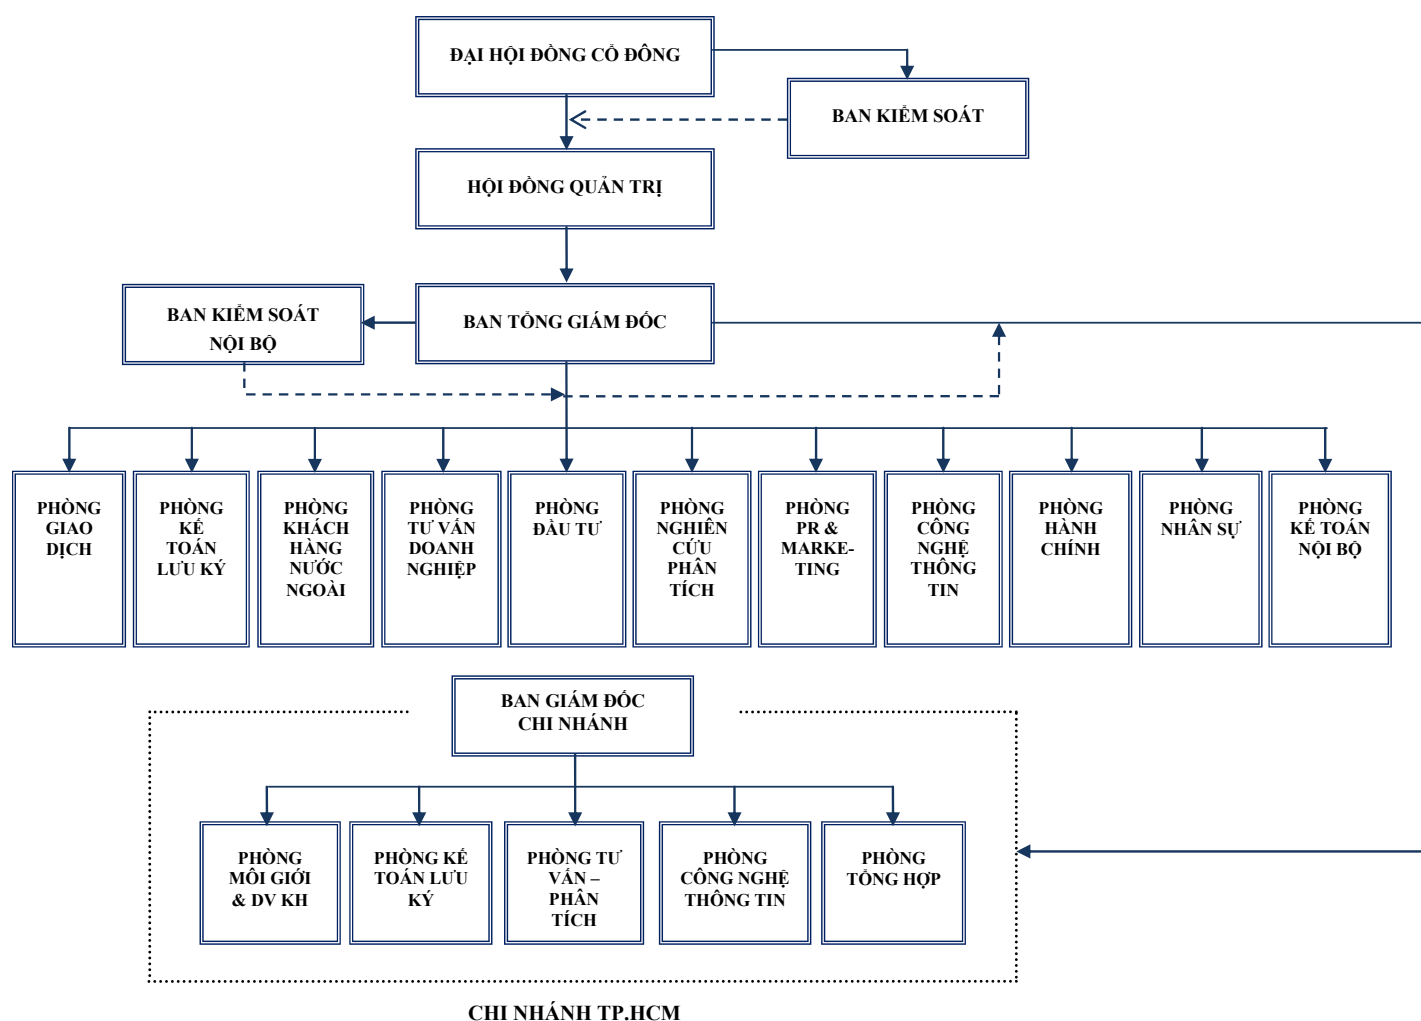 ĐẠI HỘI ĐỒNG CỔ ĐÔNG
BAN KIỂM SOÁT
HỘI ĐỒNG QUẢN TRỊ
BAN KIỂM SOÁT
NỘI BỘ
BAN TỔNG GIÁM ĐỐC
PHÒNG
GIAO
DỊCH
PHÒNG
KẾ
TOÁN
LƯU KÝ
PHÒNG
KHÁCH
HÀNG
NƯỚC
NGOÀI
PHÒNG
TƯ VẤN
DOANH
NGHIỆP
PHÒNG
ĐẦU TƯ
PHÒNG
NGHIÊN
CỨU
PHÂN
TÍCH
PHÒNG
PR &
MARKE-
TING
PHÒNG
CÔNG
NGHỆ
THÔNG
TIN
PHÒNG
HÀNH
CHÍNH
PHÒNG
NHÂN SỰ
PHÒNG
KẾ TOÁN
NỘI BỘ
BAN GIÁM ĐỐC
CHI NHÁNH
PHÒNG
MÔI GIỚI
& DV KH
PHÒNG KẾ
TOÁN LƯU
KÝ
PHÒNG TƯ
VẤN –
PHÂN
TÍCH
PHÒNG
CÔNG NGHỆ
THÔNG TIN
PHÒNG
TỔNG HỢP
CHI NHÁNH TP.HCM